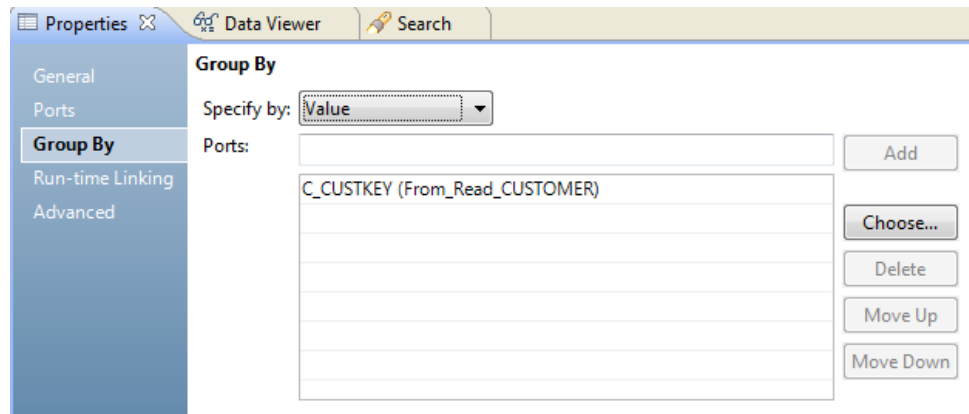 Properties Data Viewer Search
General
Ports
Group By
Run-time Linking
Advanced
Group By
Specify by: Value
Ports:
Add
C_CUSTKEY (From_Read_CUSTOMER)
Choose...
Delete
Move Up
Move Down